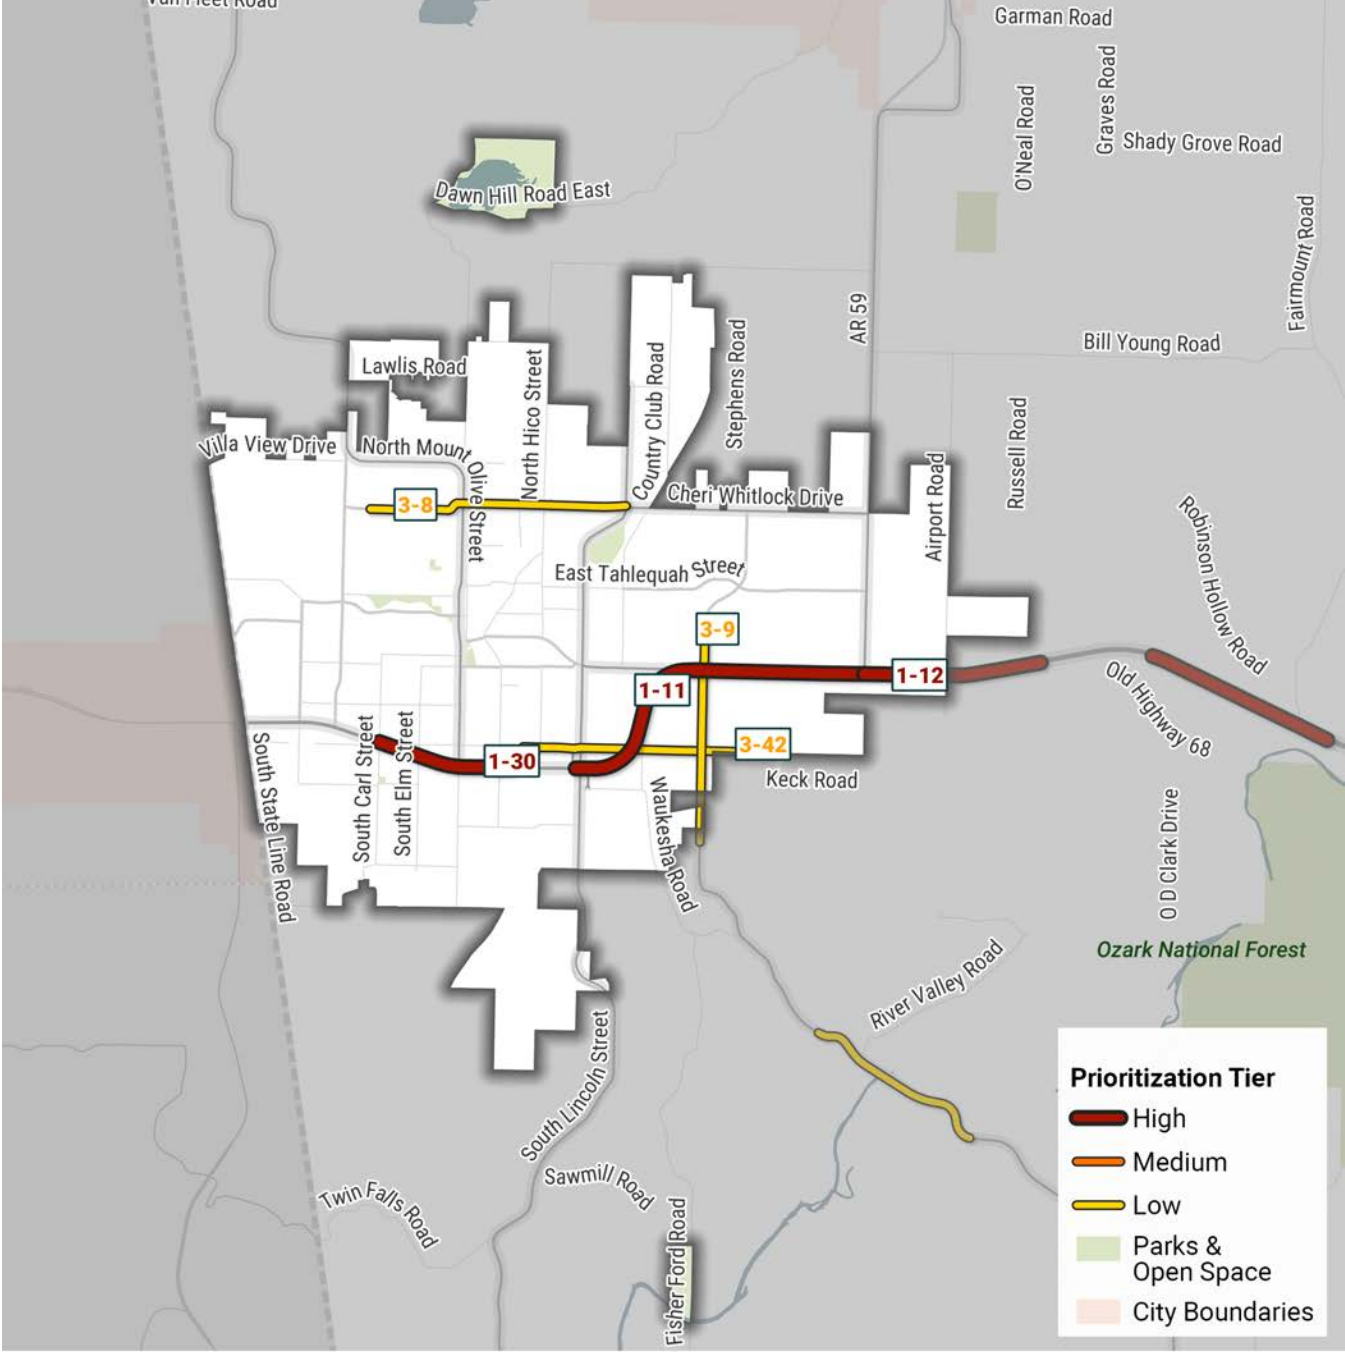 Van Fleet Road
Garman Road
Graves Road
O'Neal Road
Shady Grove Road
Dawn Hill Road East
Fairmount Road
AR 59
Bill Young Road
Stephens Road
Country Club Road
North Hico Street
Lawlis Road
Russell Road
Villa View Drive
North Mount Olive Street
Airport Road
Cheri Whitlock Drive
3-8
Robinson Hollow Road
East Tahlequah Street
3-9
1-12
1-11
Old Highway 68
3-42
1-30
Keck Road
South Carl Street
South Elm Street
South State Line Road
Waukesha Road
O D Clark Drive
Ozark National Forest
River Valley Road
South Lincoln Street
Sawmill Road
Twin Falls Road
Fisher Ford Road
Prioritization Tier
High
Medium
Low
Parks &
Open Space
City Boundaries